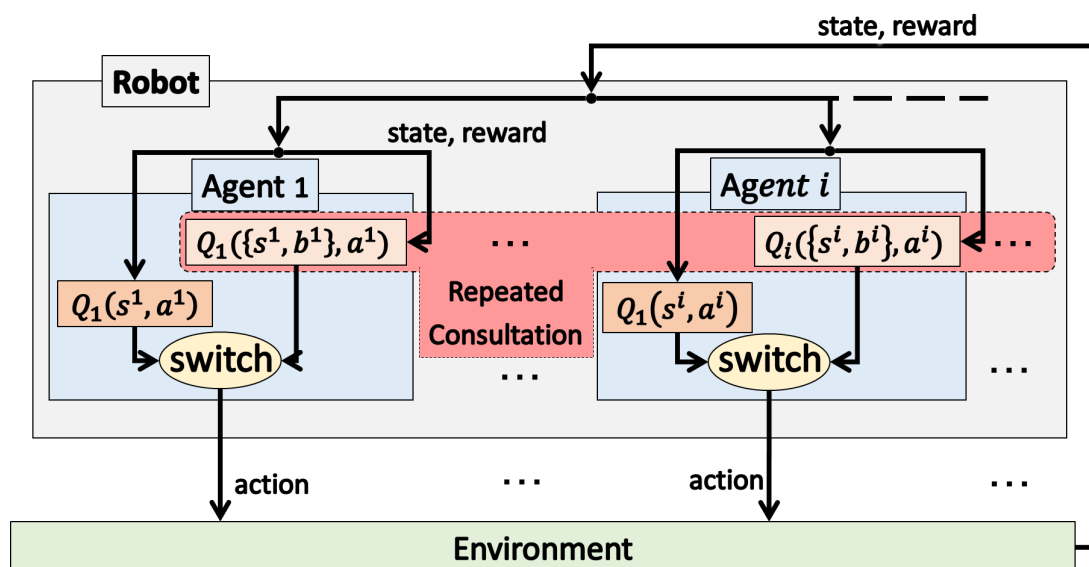 state, reward
Robot
state, reward
Agent 1
Agent i
Q₁({s¹, b¹}, a¹)
...
Qᵢ({sⁱ, bⁱ}, aⁱ)
...
Q₁(s¹, a¹)
Repeated
Consultation
Q₁(sⁱ, aⁱ)
switch
...
switch
...
action
...
action
...
Environment